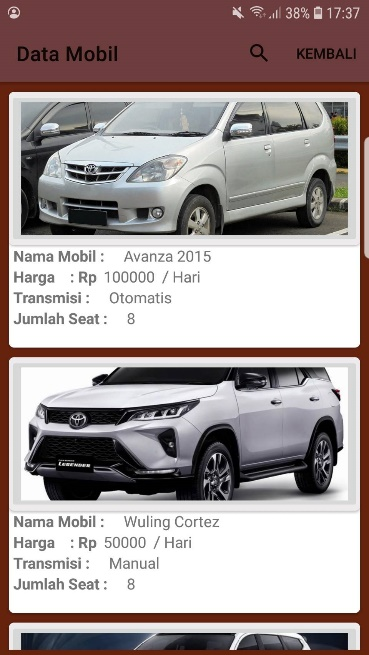 38% 17:37
Data Mobil KEMBALI
Nama Mobil : Avanza 2015
Harga : Rp 100000 / Hari
Transmisi : Otomatis
Jumlah Seat : 8
LEGENDER
Nama Mobil : Wuling Cortez
Harga : Rp 50000 / Hari
Transmisi : Manual
Jumlah Seat : 8